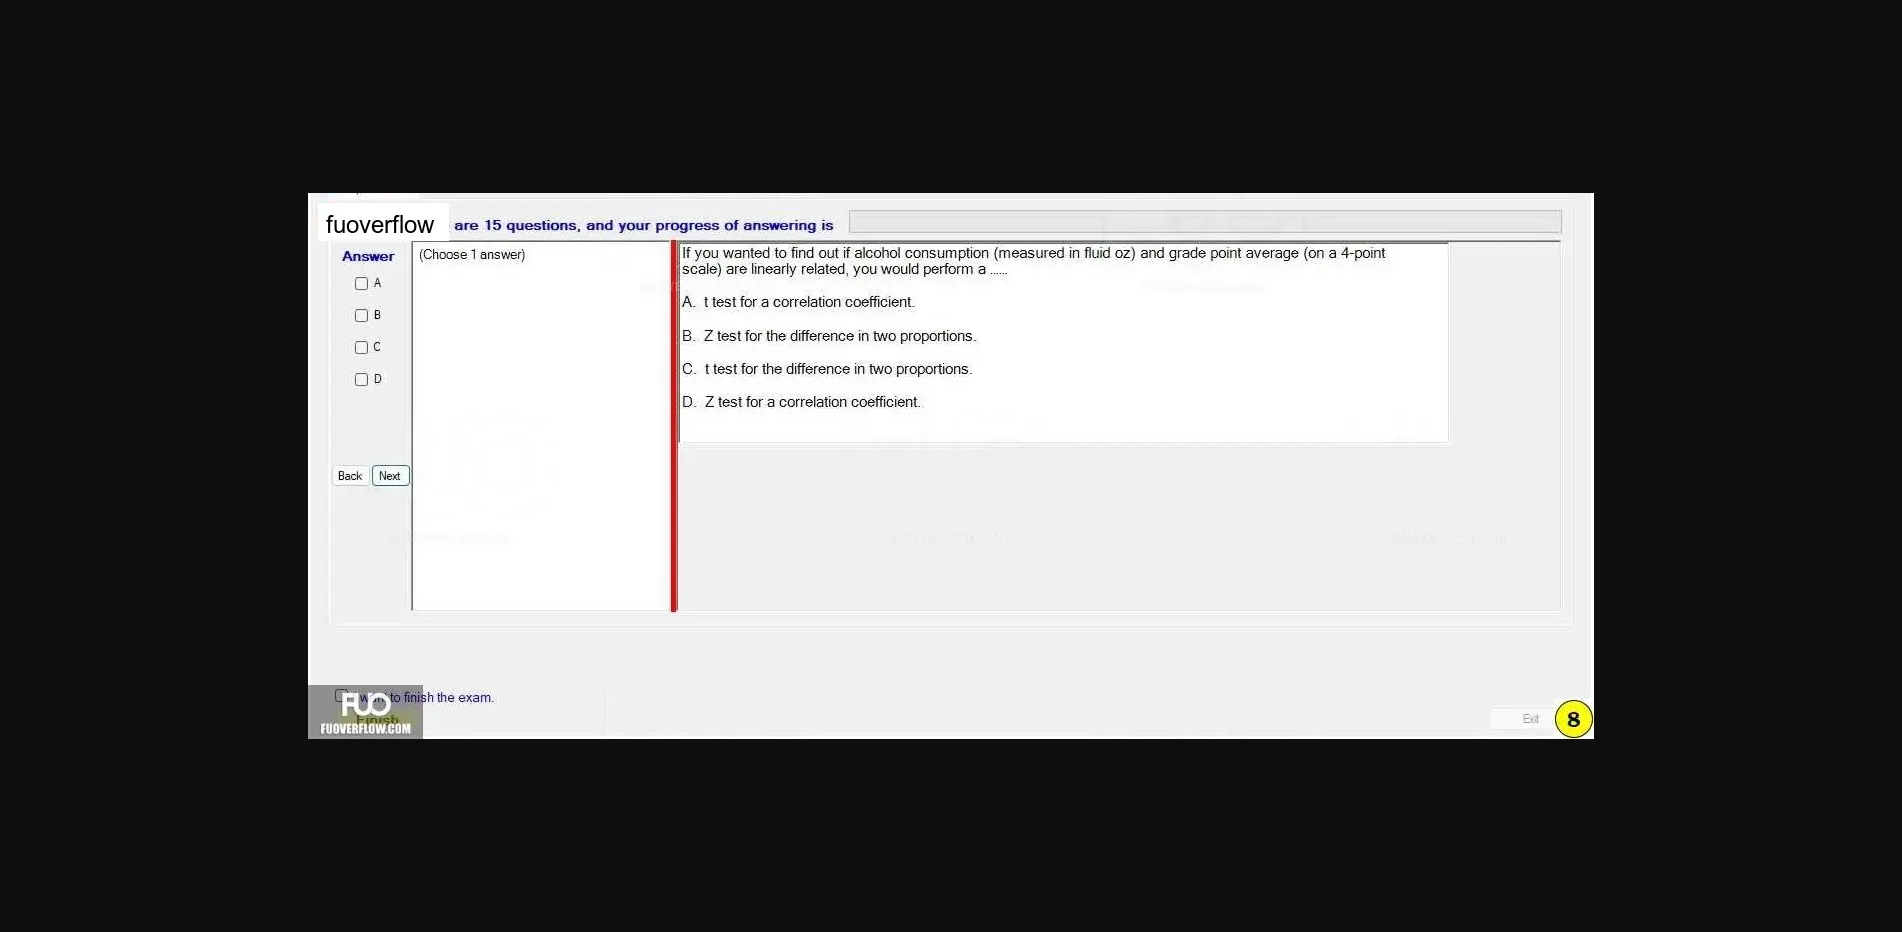 fuoverflow are 15 questions, and your progress of answering is
Answer
(Choose 1 answer)
A
B
C
D
Back Next
If you wanted to find out if alcohol consumption (measured in fluid oz) and grade point average (on a 4-point
scale) are linearly related, you would perform a ......
A. t test for a correlation coefficient.
B. Z test for the difference in two proportions.
C. t test for the difference in two proportions.
D. Z test for a correlation coefficient.
want to finish the exam.
Finish
FUO
FUOVERFLOW.COM
Exit
8